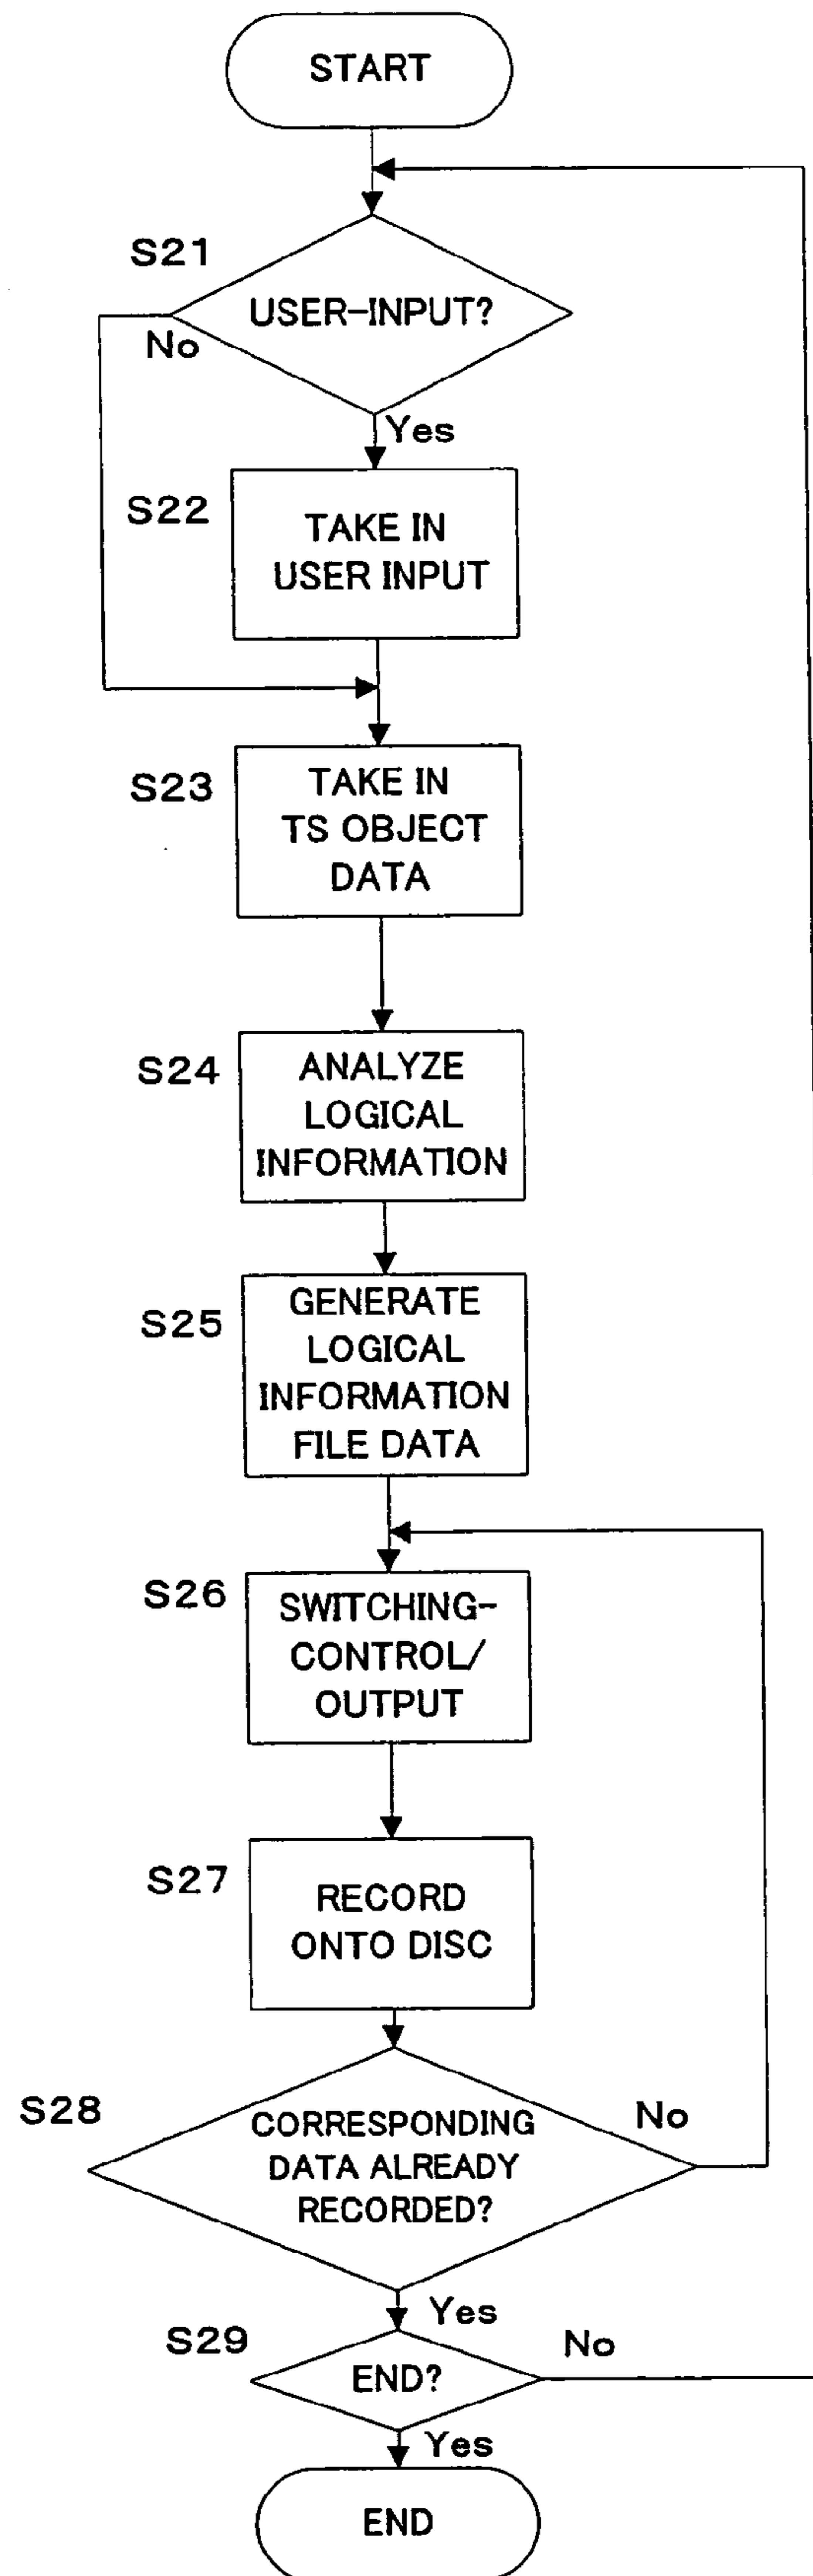 START
S21
USER-INPUT?
No
Yes
S22
TAKE IN
USER INPUT
S23
TAKE IN
TS OBJECT
DATA
S24
ANALYZE
LOGICAL
INFORMATION
S25
GENERATE
LOGICAL
INFORMATION
FILE DATA
S26
SWITCHING-
CONTROL/
OUTPUT
S27
RECORD
ONTO DISC
S28
CORRESPONDING
DATA ALREADY
RECORDED?
No
Yes
S29
END?
No
Yes
END